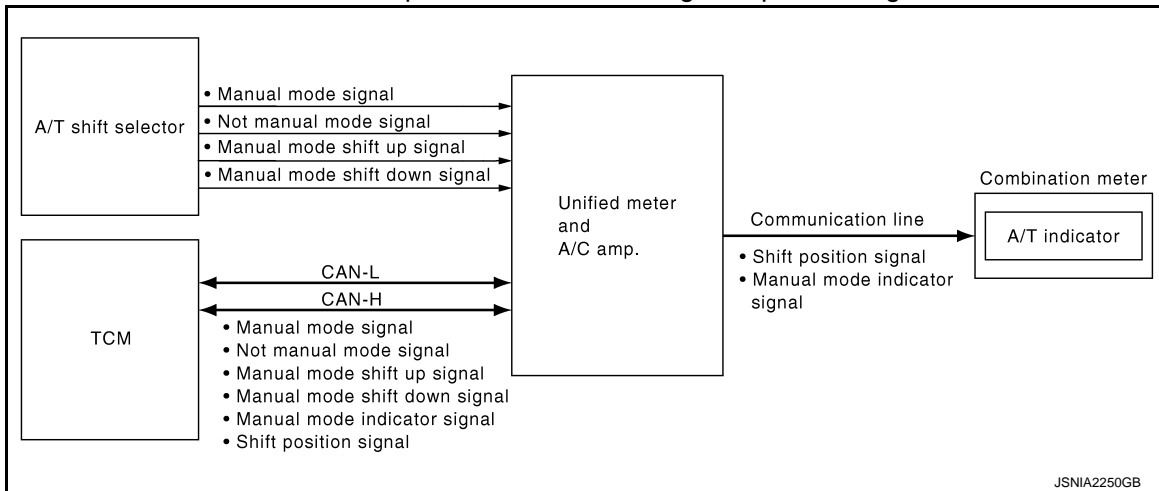 A/T shift selector
• Manual mode signal
• Not manual mode signal
• Manual mode shift up signal
• Manual mode shift down signal
TCM
CAN-L
CAN-H
• Manual mode signal
• Not manual mode signal
• Manual mode shift up signal
• Manual mode shift down signal
• Manual mode indicator signal
• Shift position signal
Unified meter
and
A/C amp.
Communication line
• Shift position signal
• Manual mode indicator
signal
Combination meter
A/T indicator
JSNIA2250GB